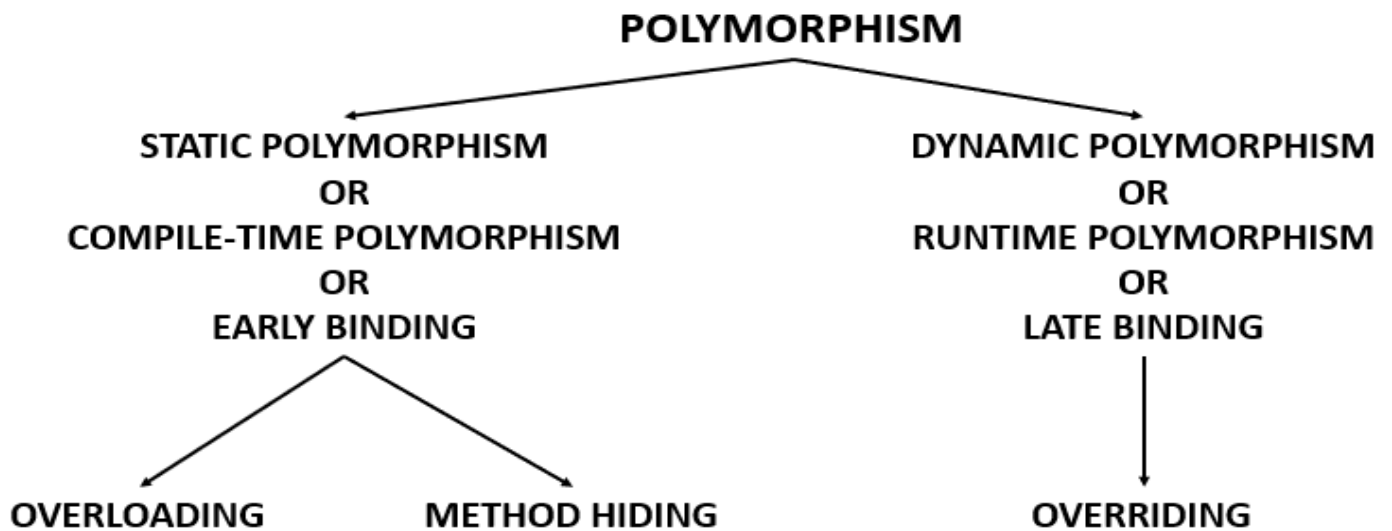 POLYMORPHISM
STATIC POLYMORPHISM
OR
COMPILE-TIME POLYMORPHISM
OR
EARLY BINDING
DYNAMIC POLYMORPHISM
OR
RUNTIME POLYMORPHISM
OR
LATE BINDING
OVERLOADING
METHOD HIDING
OVERRIDING